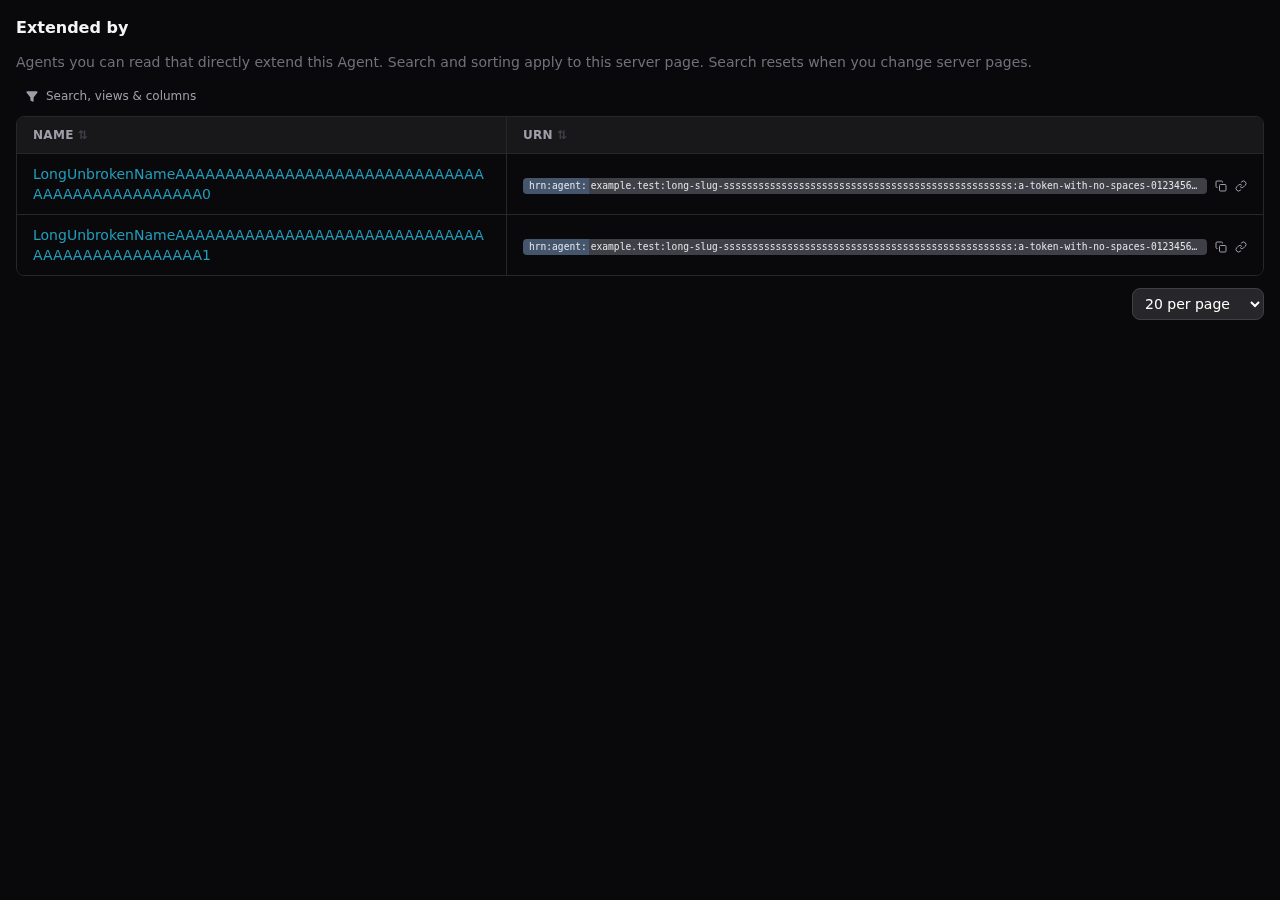 Extended by
Agents you can read that directly extend this Agent. Search and sorting apply to this server page. Search resets when you change server pages.
Search, views & columns
NAME ⇅ URN ⇅
LongUnbrokenNameAAAAAAAAAAAAAAAAAAAAAAAAAAAAAAA
AAAAAAAAAAAAAAAAA0
hrn:agent: example.test:long-slug-ssssssssssssssssssssssssssssssssssssssssssssssssss:a-token-with-no-spaces-0123456…
LongUnbrokenNameAAAAAAAAAAAAAAAAAAAAAAAAAAAAAAA
AAAAAAAAAAAAAAAAA1
hrn:agent: example.test:long-slug-ssssssssssssssssssssssssssssssssssssssssssssssssss:a-token-with-no-spaces-0123456…
20 per page